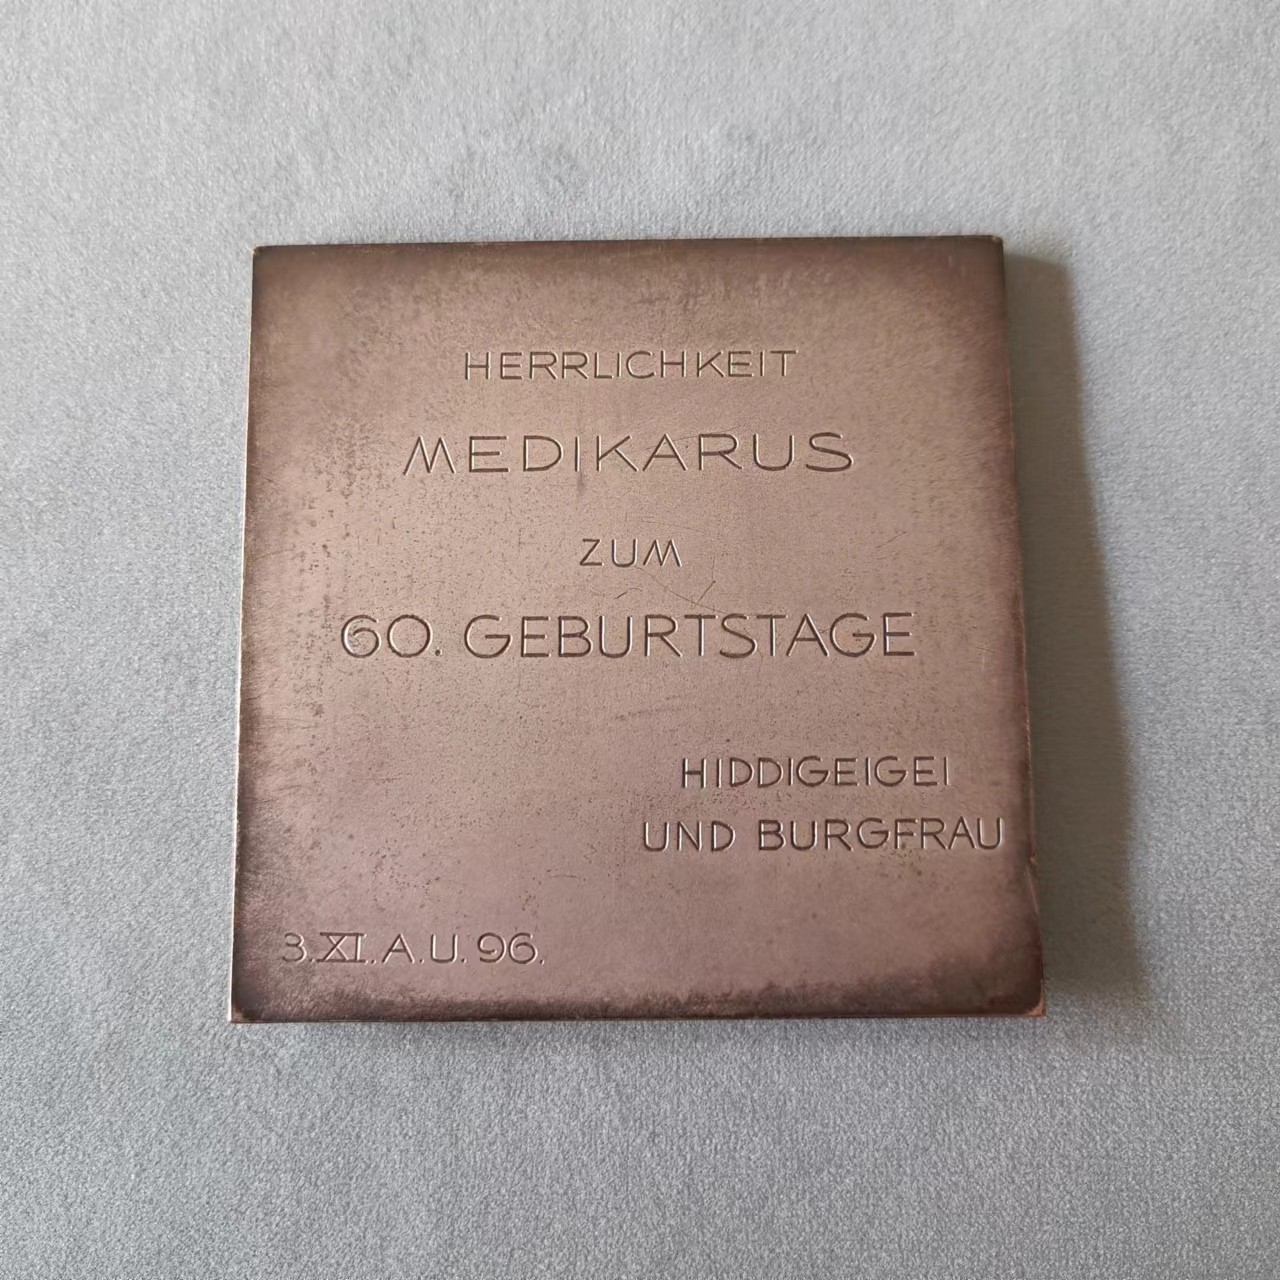 HERRLICHKEIT
MEDIKARUS
ZUM
60. GEBURTSTAGE
HIDDIGEIGEI
UND BURGFRAU
3.XI.A.U.96.